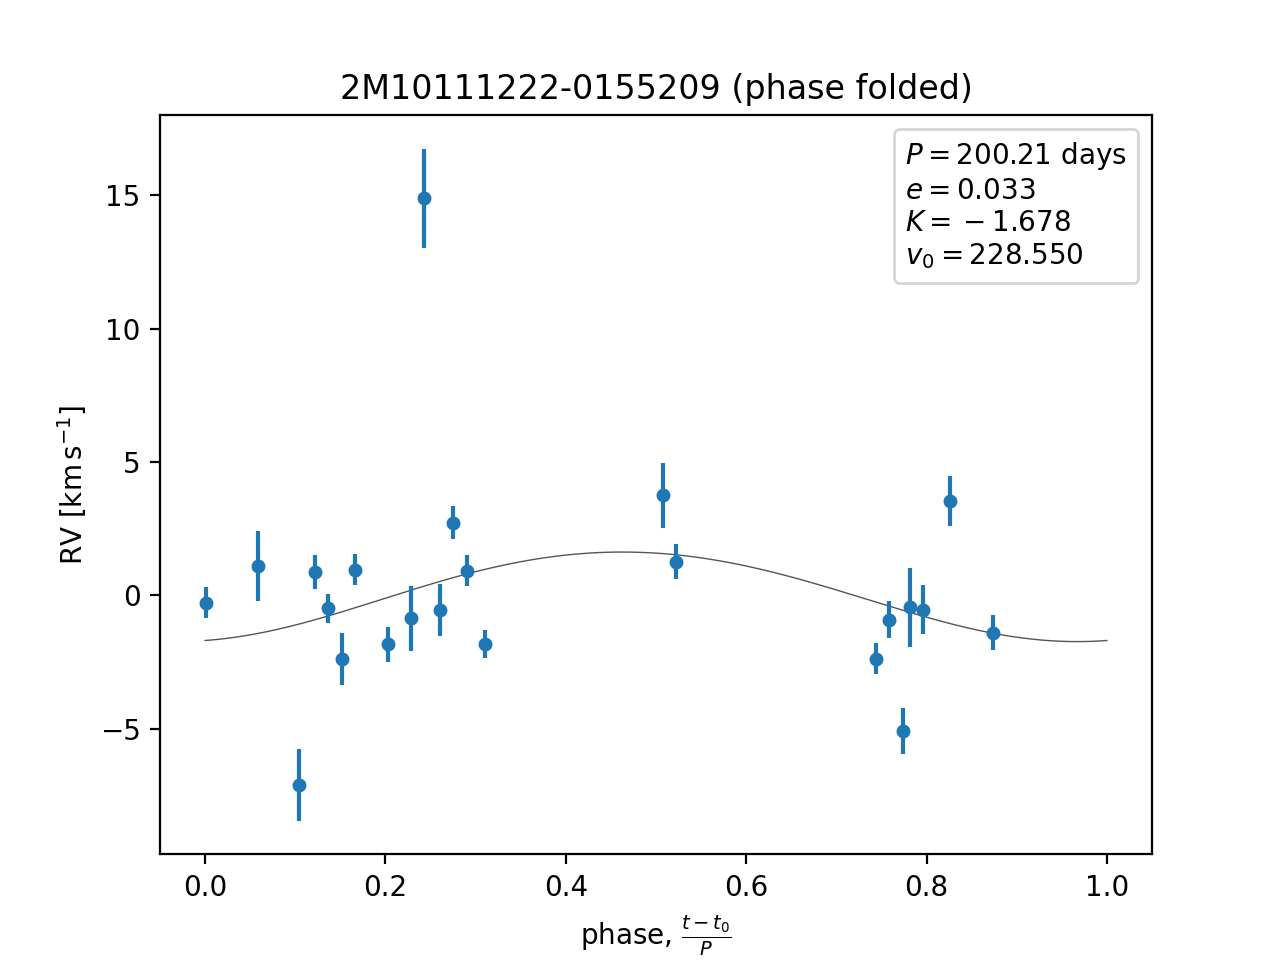 2M10111222-0155209 (phase folded)
P = 200.21 days
e = 0.033
K = −1.678
v₀ = 228.550
15
10
5
0
−5
RV [km s⁻¹]
0.0 0.2 0.4 0.6 0.8 1.0
phase, (t − t₀)/P